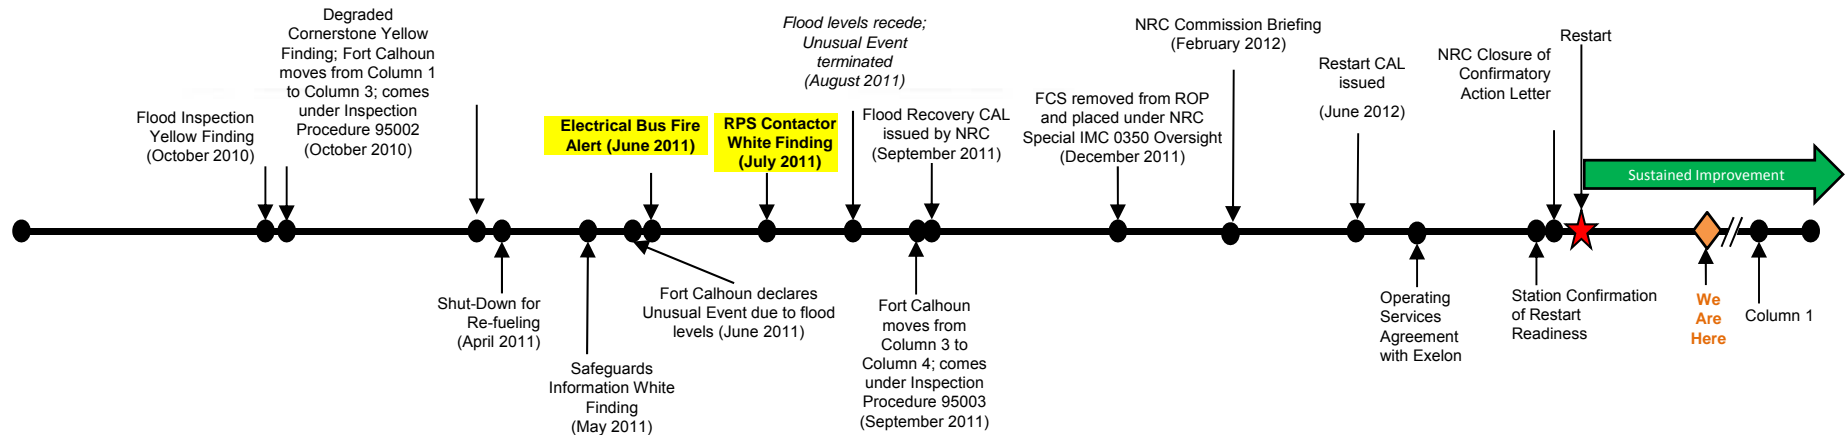 Flood Inspection
Yellow Finding
(October 2010)
Degraded
Cornerstone Yellow
Finding; Fort Calhoun
moves from Column 1
to Column 3; comes
under Inspection
Procedure 95002
(October 2010)
Shut-Down for
Re-fueling
(April 2011)
Safeguards
Information White
Finding
(May 2011)
Electrical Bus Fire
Alert (June 2011)
Fort Calhoun declares
Unusual Event due to flood
levels (June 2011)
RPS Contactor
White Finding
(July 2011)
Flood levels recede;
Unusual Event
terminated
(August 2011)
Flood Recovery CAL
issued by NRC
(September 2011)
Fort Calhoun
moves from
Column 3 to
Column 4; comes
under Inspection
Procedure 95003
(September 2011)
FCS removed from ROP
and placed under NRC
Special IMC 0350 Oversight
(December 2011)
NRC Commission Briefing
(February 2012)
Restart CAL
issued
(June 2012)
Operating
Services
Agreement
with Exelon
Station Confirmation
of Restart
Readiness
NRC Closure of
Confirmatory
Action Letter
Restart
Sustained Improvement
We
Are
Here
Column 1